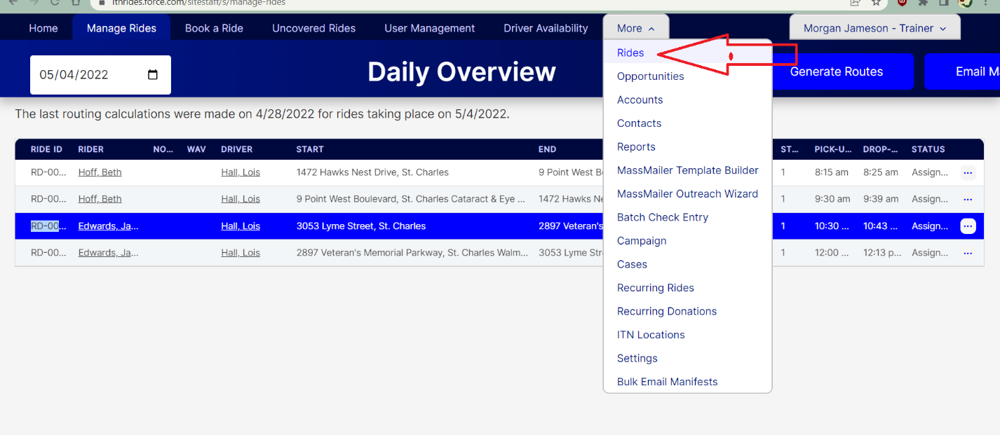 ithrides.force.com/sitestaff/s/manage-rides
Home Manage Rides Book a Ride Uncovered Rides User Management Driver Availability More Morgan Jameson - Trainer
05/04/2022 Daily Overview Generate Routes Email M
The last routing calculations were made on 4/28/2022 for rides taking place on 5/4/2022.
RIDE ID RIDER NO... WAV DRIVER START END ST... PICK-U... DROP-... STATUS
RD-00... Hoff, Beth Hall, Lois 1472 Hawks Nest Drive, St. Charles 9 Point West B 1 8:15 am 8:25 am Assign... ...
RD-00... Hoff, Beth Hall, Lois 9 Point West Boulevard, St. Charles Cataract & Eye ... 1472 Hawks Ne 1 9:30 am 9:39 am Assign... ...
RD-00... Edwards, Ja... Hall, Lois 3053 Lyme Street, St. Charles 2897 Veteran's 1 10:30 ... 10:43 ... Assign... ...
RD-00... Edwards, Ja... Hall, Lois 2897 Veteran's Memorial Parkway, St. Charles Walm... 3053 Lyme Stre 1 12:00 ... 12:13 p... Assign... ...
Rides
Opportunities
Accounts
Contacts
Reports
MassMailer Template Builder
MassMailer Outreach Wizard
Batch Check Entry
Campaign
Cases
Recurring Rides
Recurring Donations
ITN Locations
Settings
Bulk Email Manifests